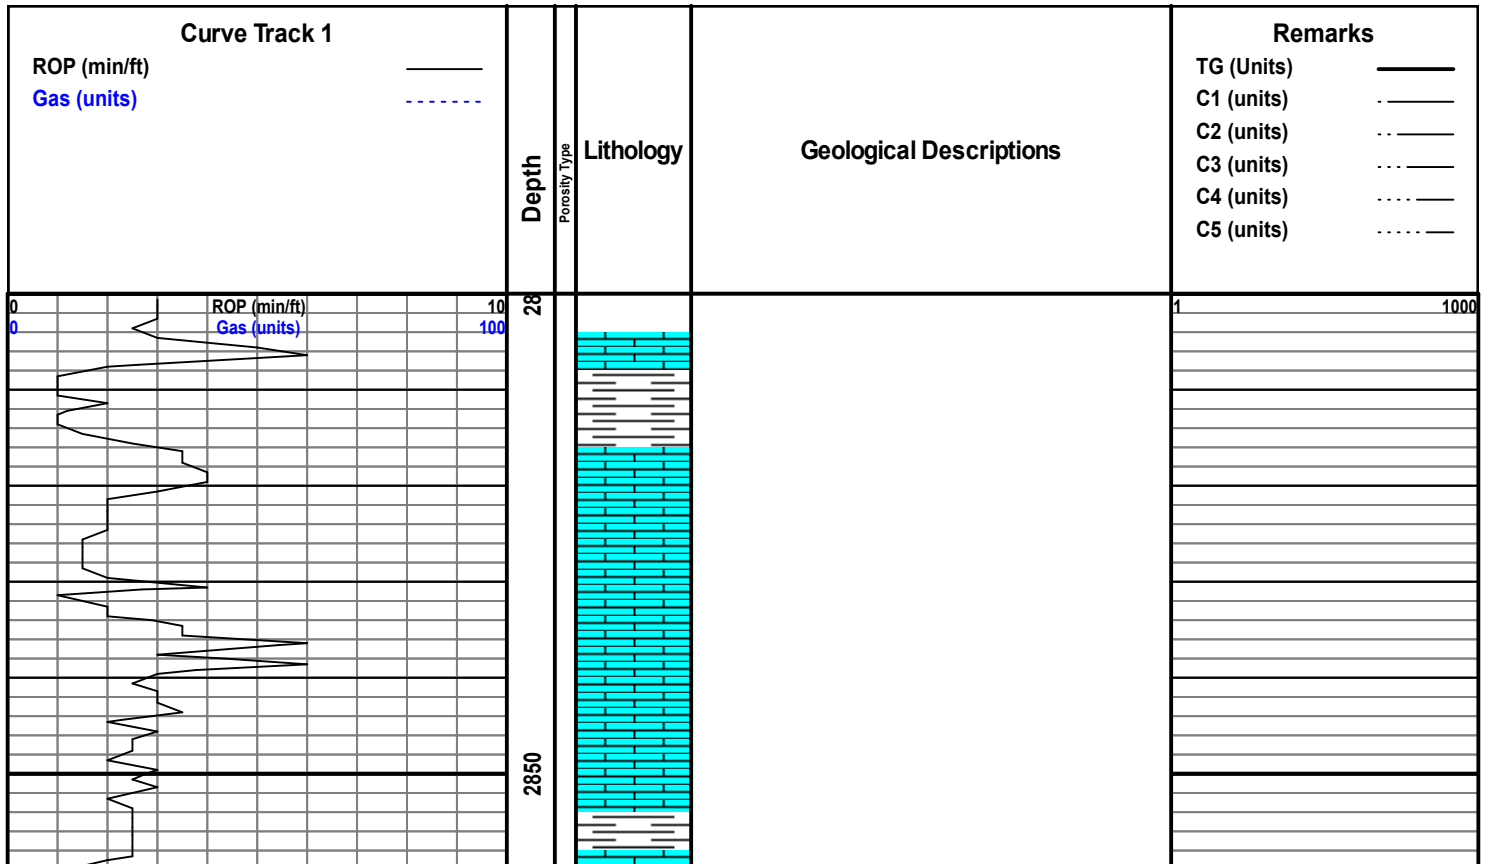 Curve Track 1
ROP (min/ft)
Gas (units)
Depth
Porosity Type
Lithology
Geological Descriptions
Remarks
TG (Units)
C1 (units)
C2 (units)
C3 (units)
C4 (units)
C5 (units)
0 ROP (min/ft) 10
0 Gas (units) 100
28
1 1000
2850